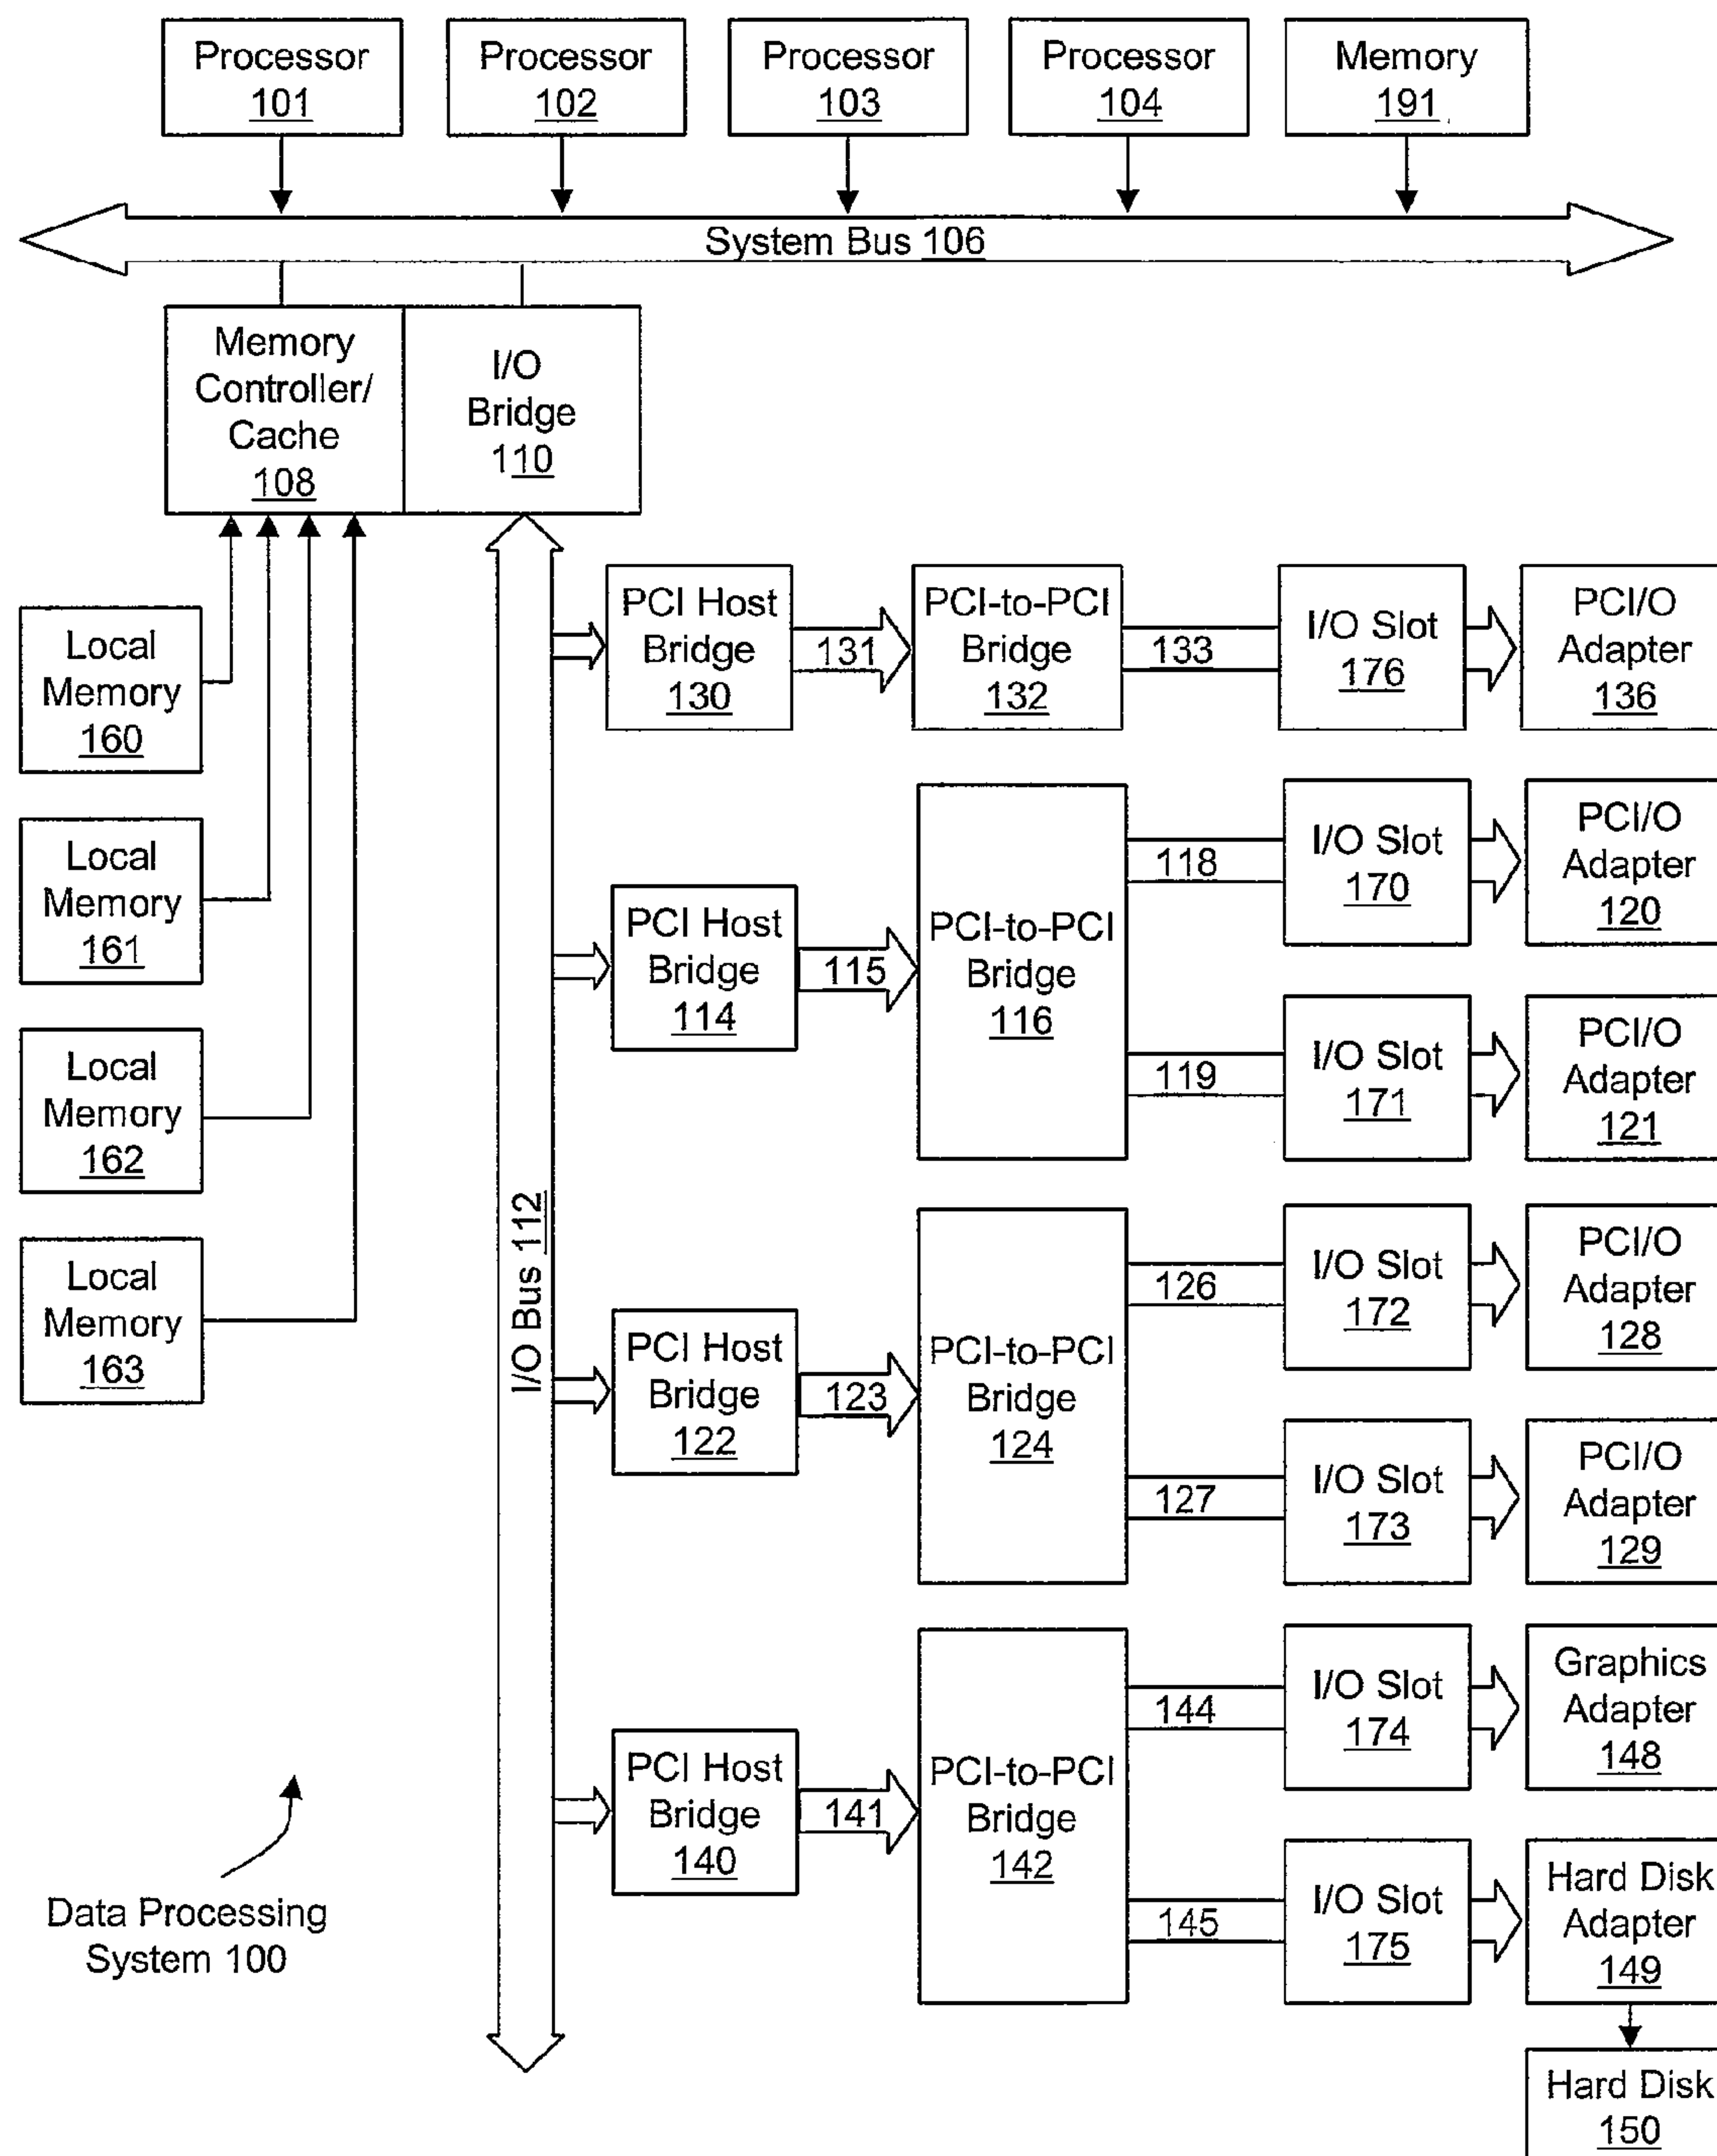 Processor
101
Processor
102
Processor
103
Processor
104
Memory
191
System Bus 106
Memory
Controller/
Cache
108
I/O
Bridge
110
Local
Memory
160
Local
Memory
161
Local
Memory
162
Local
Memory
163
I/O Bus 112
PCI Host
Bridge
130
131
PCI-to-PCI
Bridge
132
133
I/O Slot
176
PCI/O
Adapter
136
PCI Host
Bridge
114
115
PCI-to-PCI
Bridge
116
118
I/O Slot
170
PCI/O
Adapter
120
119
I/O Slot
171
PCI/O
Adapter
121
PCI Host
Bridge
122
123
PCI-to-PCI
Bridge
124
126
I/O Slot
172
PCI/O
Adapter
128
127
I/O Slot
173
PCI/O
Adapter
129
PCI Host
Bridge
140
141
PCI-to-PCI
Bridge
142
144
I/O Slot
174
Graphics
Adapter
148
145
I/O Slot
175
Hard Disk
Adapter
149
Hard Disk
150
Data Processing
System 100